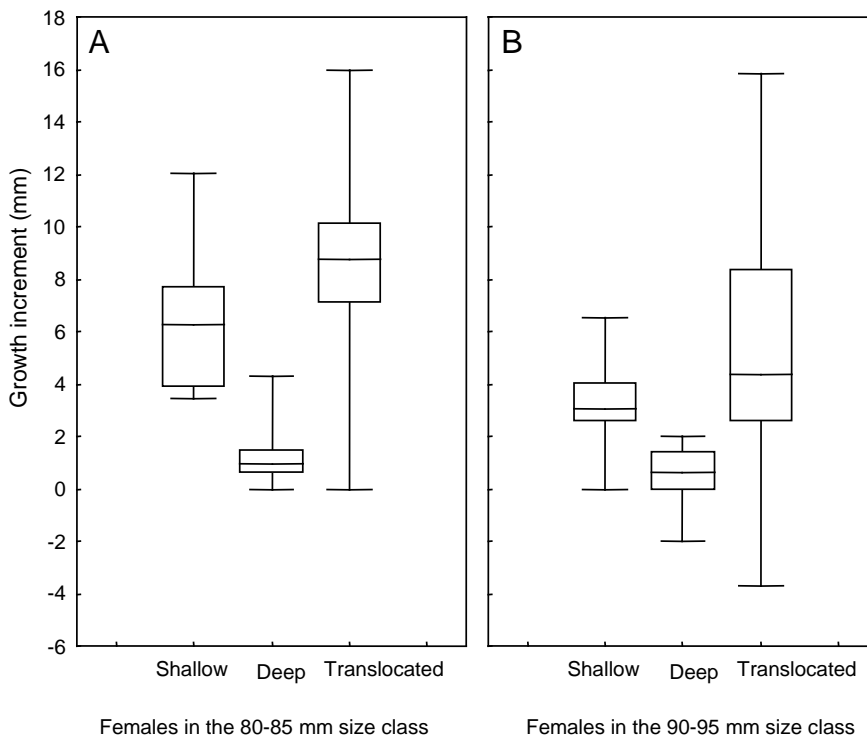 A
B
Growth increment (mm)
18
16
14
12
10
8
6
4
2
0
-2
-4
-6
Shallow Deep Translocated
Shallow Deep Translocated
Females in the 80-85 mm size class
Females in the 90-95 mm size class